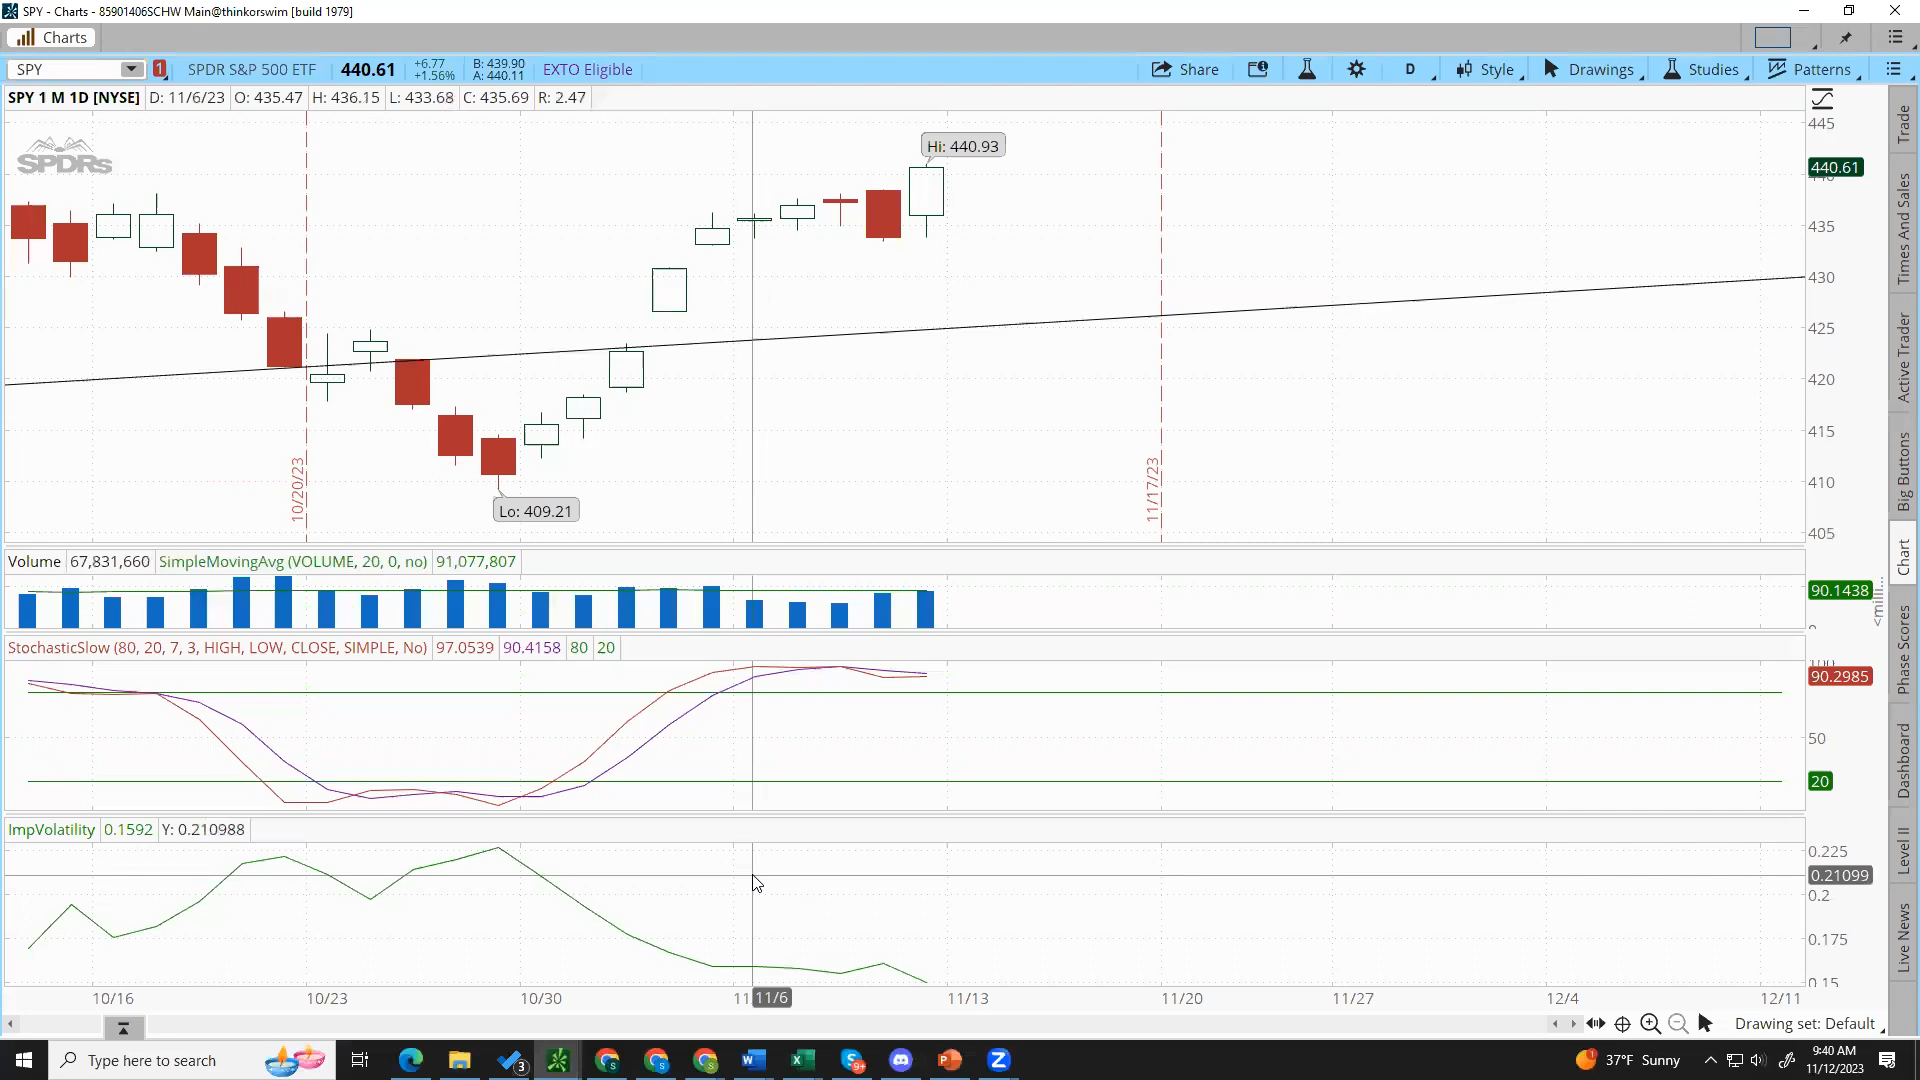 SPY - Charts - 85901406SCHW Main@thinkorswim [build 1979]
Charts
SPY 1 SPDR S&P 500 ETF 440.61 +6.77 +1.56% B: 439.90 A: 440.11 EXTO Eligible Share 1 D Style Drawings Studies Patterns
SPY 1 M 1D [NYSE] D: 11/6/23 O: 435.47 H: 436.15 L: 433.68 C: 435.69 R: 2.47
SPDRs
Hi: 440.93
Lo: 409.21
10/20/23
11/17/23
445
440.61
435
430
425
420
415
410
405
Volume 67,831,660 SimpleMovingAvg (VOLUME, 20, 0, no) 91,077,807
90.1438
<milli...
StochasticSlow (80, 20, 7, 3, HIGH, LOW, CLOSE, SIMPLE, No) 97.0539 90.4158 80 20
100
90.2985
50
20
ImpVolatility 0.1592 Y: 0.210988
0.225
0.21099
0.2
0.175
0.15
10/16 10/23 10/30 11/6 11/13 11/20 11/27 12/4 12/11
Drawing set: Default
Trade
Times And Sales
Active Trader
Big Buttons
Chart
Phase Scores
Dashboard
Level II
Live News
Type here to search
3
9+
1
37°F Sunny
9:40 AM
11/12/2023